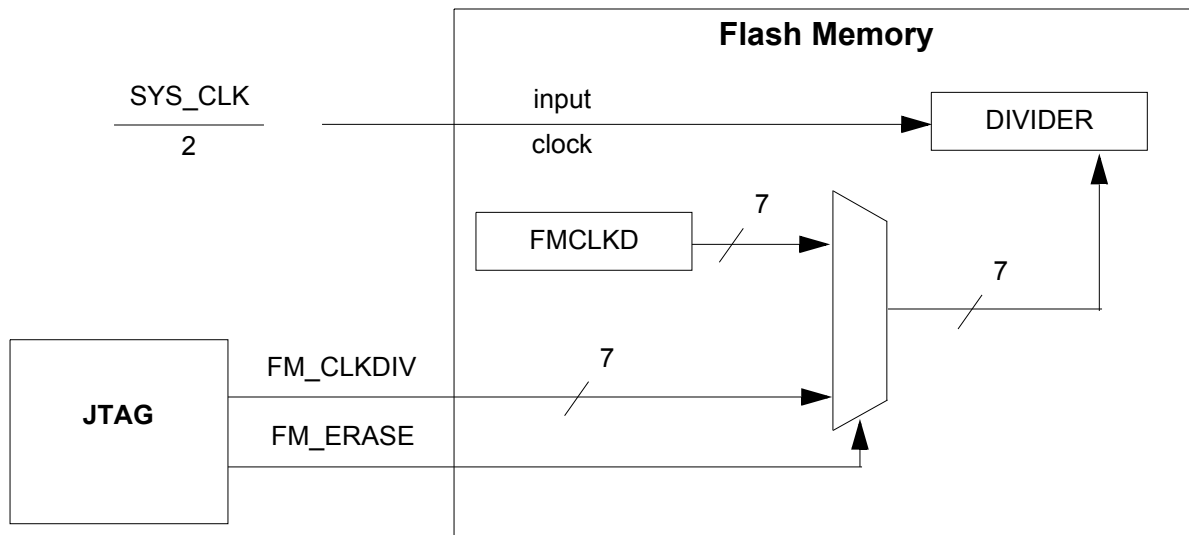 Flash Memory
SYS_CLK
2
input
clock
DIVIDER
7
FMCLKD
7
FM_CLKDIV
7
JTAG
FM_ERASE